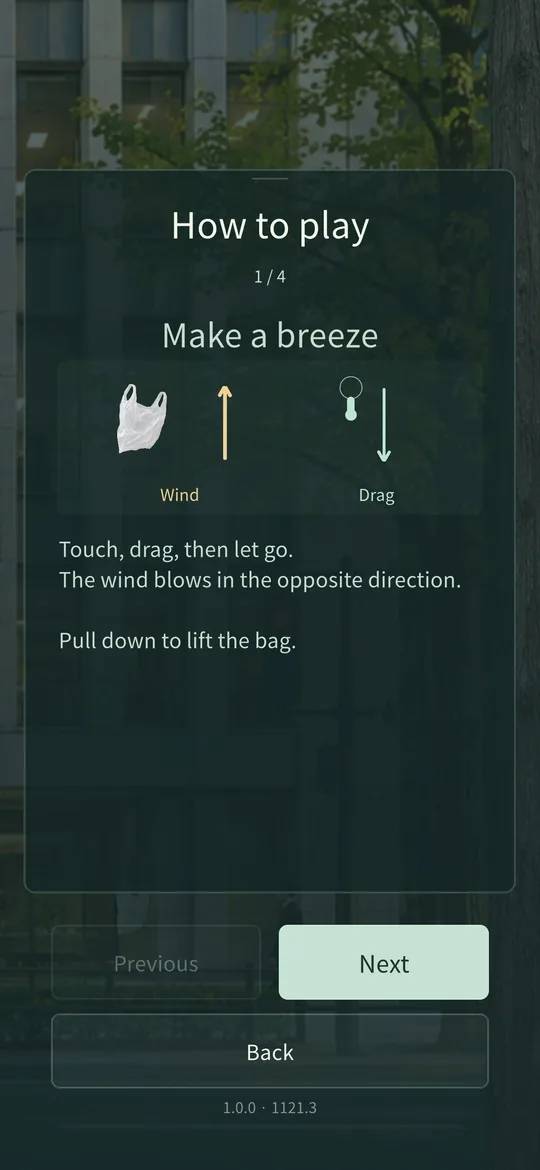 How to play
1 / 4
Make a breeze
Wind
Drag
Touch, drag, then let go.
The wind blows in the opposite direction.
Pull down to lift the bag.
Previous
Next
Back
1.0.0 · 1121.3